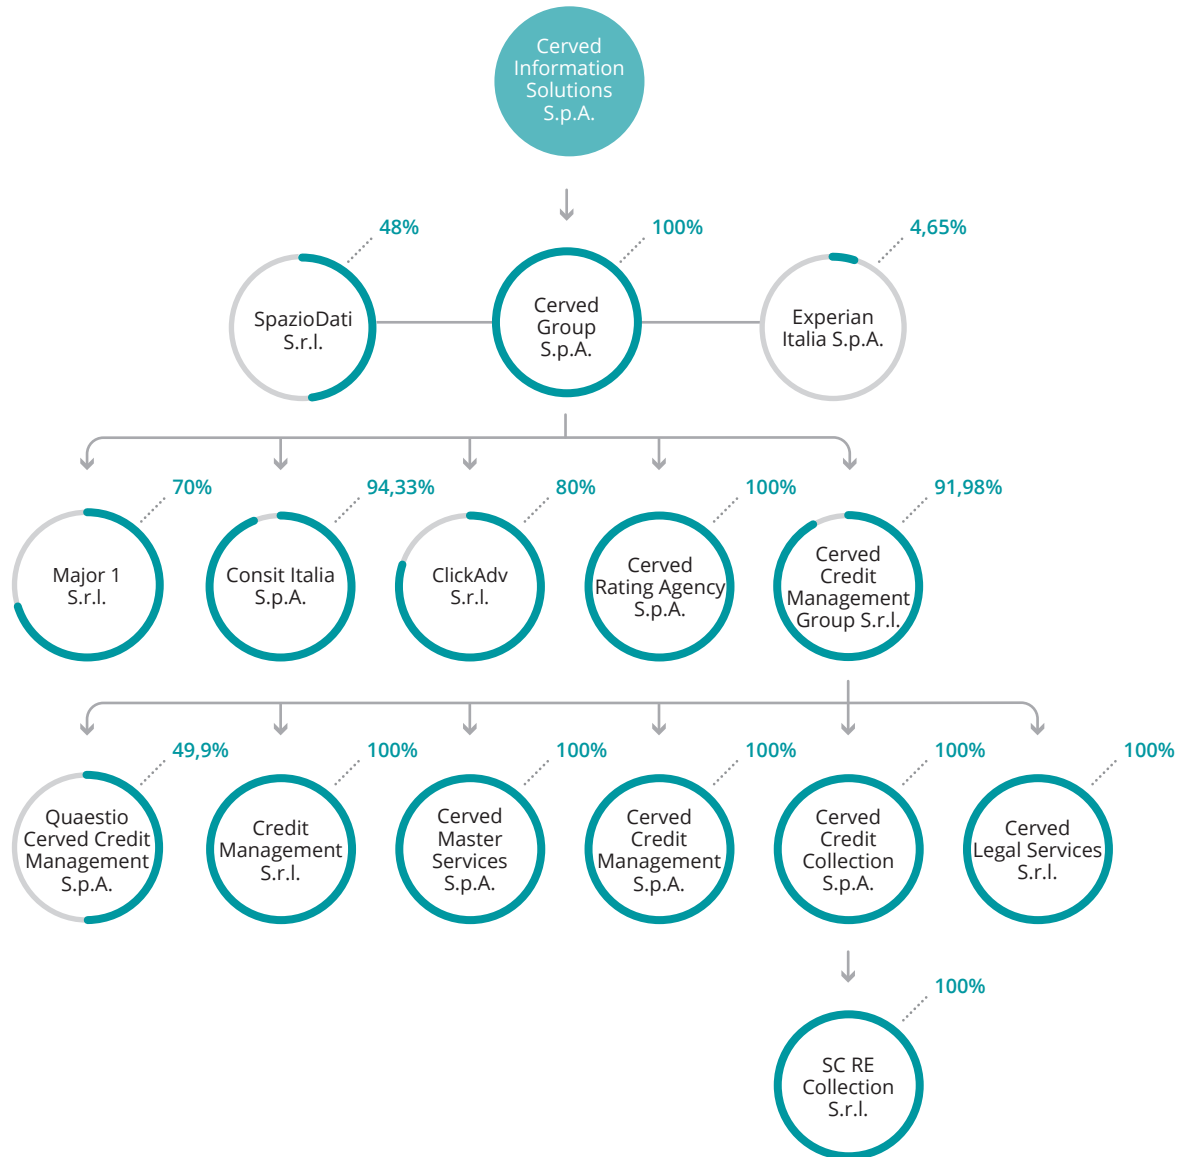 Cerved
Information
Solutions
S.p.A.
48%
100%
4,65%
SpazioDati
S.r.l.
Cerved
Group
S.p.A.
Experian
Italia S.p.A.
70%
94,33%
80%
100%
91,98%
Major 1
S.r.l.
Consit Italia
S.p.A.
ClickAdv
S.r.l.
Cerved
Rating Agency
S.p.A.
Cerved
Credit
Management
Group S.r.l.
49,9%
100%
100%
100%
100%
100%
Quaestio
Cerved Credit
Management
S.p.A.
Credit
Management
S.r.l.
Cerved
Master
Services
S.p.A.
Cerved
Credit
Management
S.p.A.
Cerved
Credit
Collection
S.p.A.
Cerved
Legal Services
S.r.l.
100%
SC RE
Collection
S.r.l.